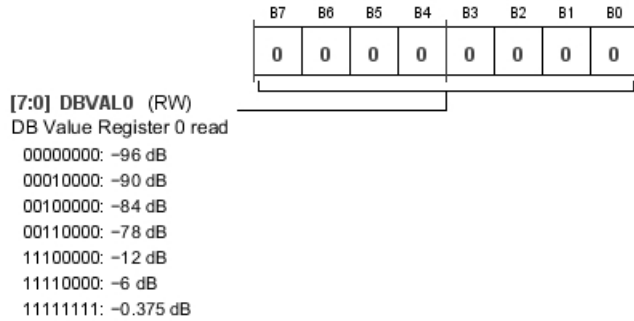 B7 B6 B5 B4 B3 B2 B1 B0
0 0 0 0 0 0 0 0
[7:0] DBVAL0 (RW)
DB Value Register 0 read
00000000: −96 dB
00010000: −90 dB
00100000: −84 dB
00110000: −78 dB
11100000: −12 dB
11110000: −6 dB
11111111: −0.375 dB